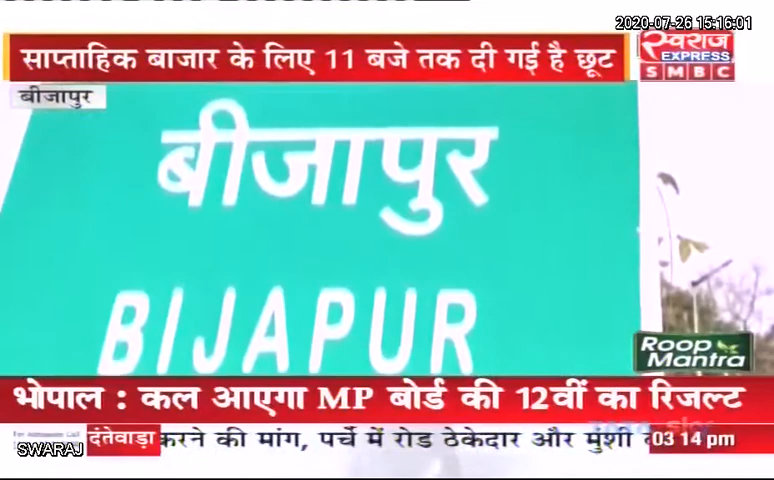 2020-07-26 15:16:01
साप्ताहिक बाजार के लिए 11 बजे तक दी गई है छूट
स्वराज
EXPRESS
SMBC
बीजापुर
बीजापुर
BIJAPUR
Roop
Mantra
भोपाल : कल आएगा MP बोर्ड की 12वीं का रिजल्ट
दंतेवाड़ा करने की मांग, पर्चे में रोड ठेकेदार और मुंशी
03 14 pm
SWARAJ